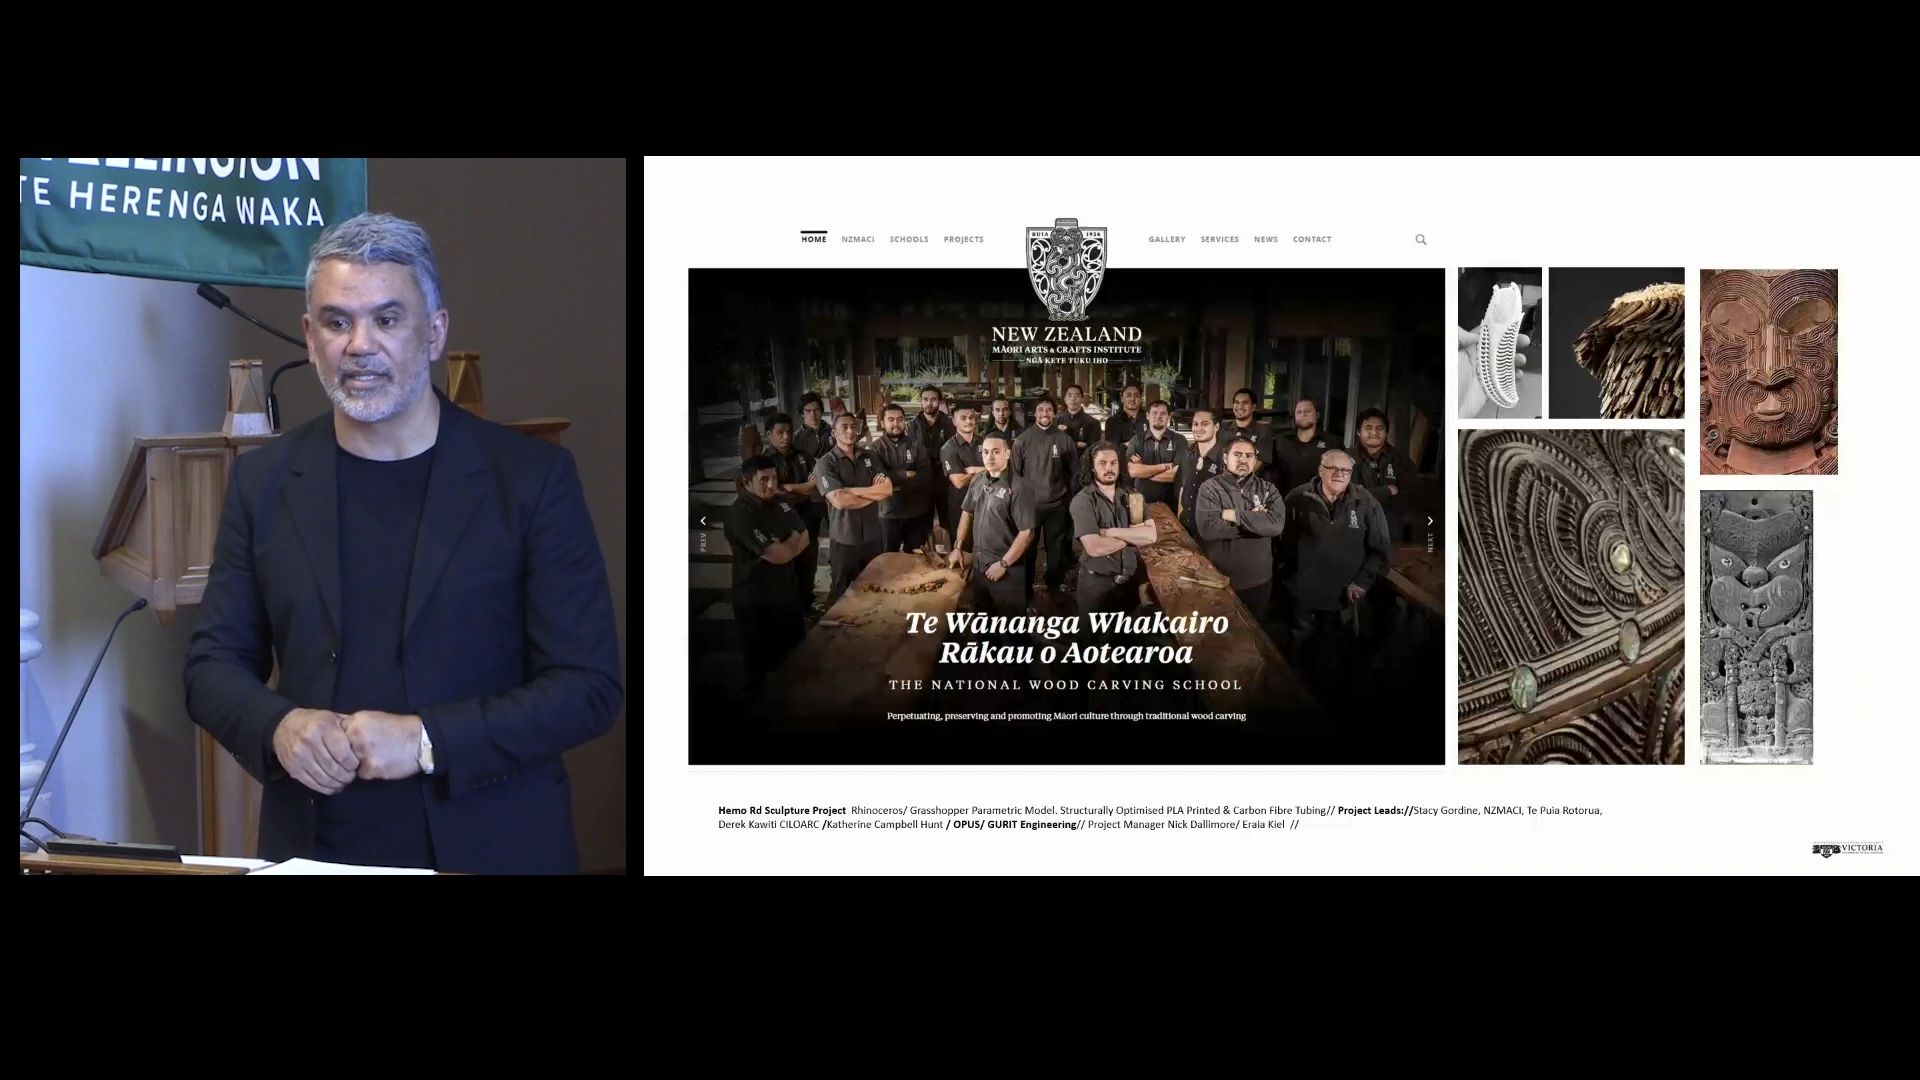 TE HERENGA WAKA
HOME NZMACI SCHOOLS PROJECTS
GALLERY SERVICES NEWS CONTACT
RUIA 1926
NEW ZEALAND
MĀORI ARTS & CRAFTS INSTITUTE
NGĀ KETE TUKU IHO
PREV
NEXT
Te Wānanga Whakairo
Rākau o Aotearoa
THE NATIONAL WOOD CARVING SCHOOL
Perpetuating, preserving and promoting Māori culture through traditional wood carving
Hemo Rd Sculpture Project Rhinoceros/ Grasshopper Parametric Model. Structurally Optimised PLA Printed & Carbon Fibre Tubing// Project Leads://Stacy Gordine, NZMACI, Te Puia Rotorua,
Derek Kawiti CILOARC /Katherine Campbell Hunt / OPUS/ GURIT Engineering// Project Manager Nick Dallimore/ Eraia Kiel //
VICTORIA